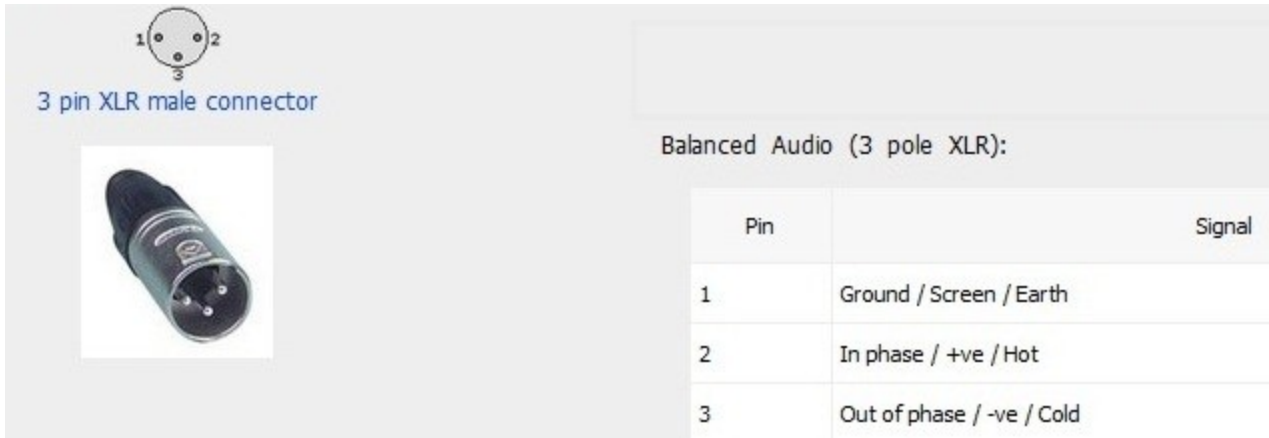 1 2
3
3 pin XLR male connector
Balanced Audio (3 pole XLR):
Pin Signal
1 Ground / Screen / Earth
2 In phase / +ve / Hot
3 Out of phase / -ve / Cold